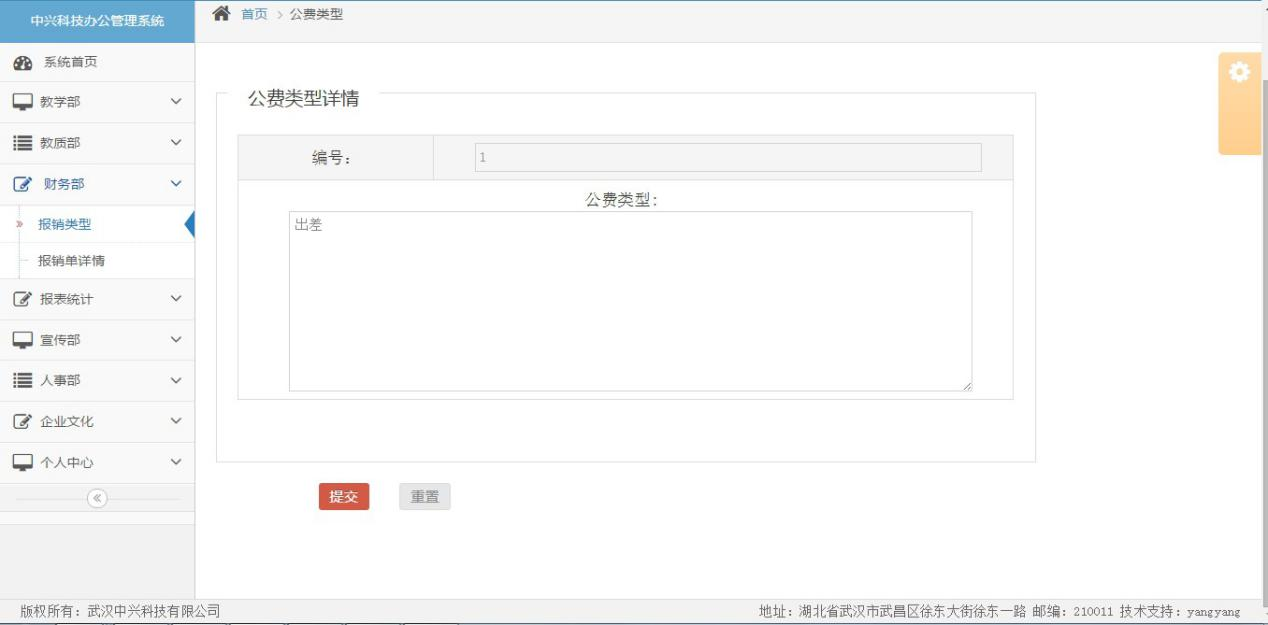 中兴科技办公管理系统
首页 > 公费类型
系统首页
教学部
教质部
财务部
报销类型
报销单详情
报表统计
宣传部
人事部
企业文化
个人中心
公费类型详情
编号：
1
公费类型：
出差
提交 重置
版权所有：武汉中兴科技有限公司
地址：湖北省武汉市武昌区徐东大街徐东一路 邮编：210011 技术支持：yangyang